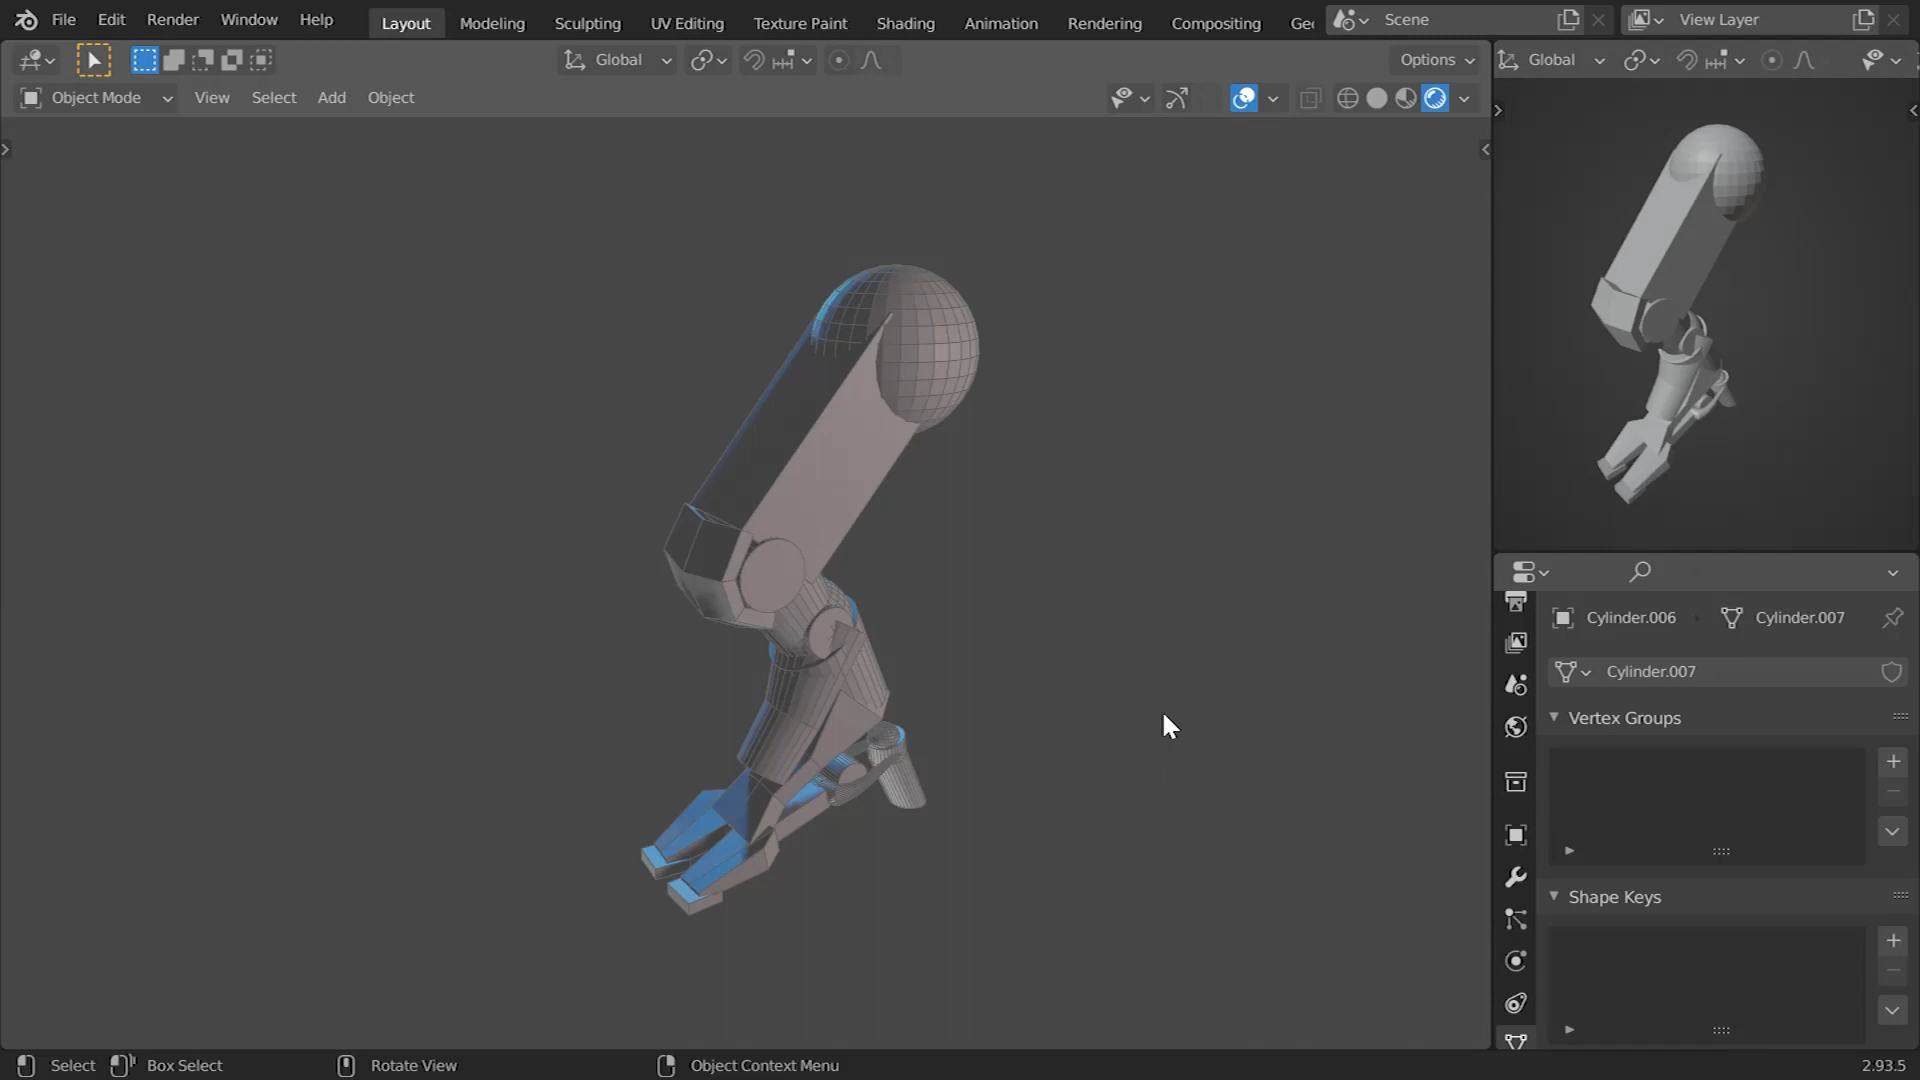 File Edit Render Window Help Layout Modeling Sculpting UV Editing Texture Paint Shading Animation Rendering Compositing Geo Scene View Layer
Global Options Global
Object Mode View Select Add Object
Cylinder.006 Cylinder.007
Cylinder.007
Vertex Groups
Shape Keys
Select Box Select Rotate View Object Context Menu 2.93.5